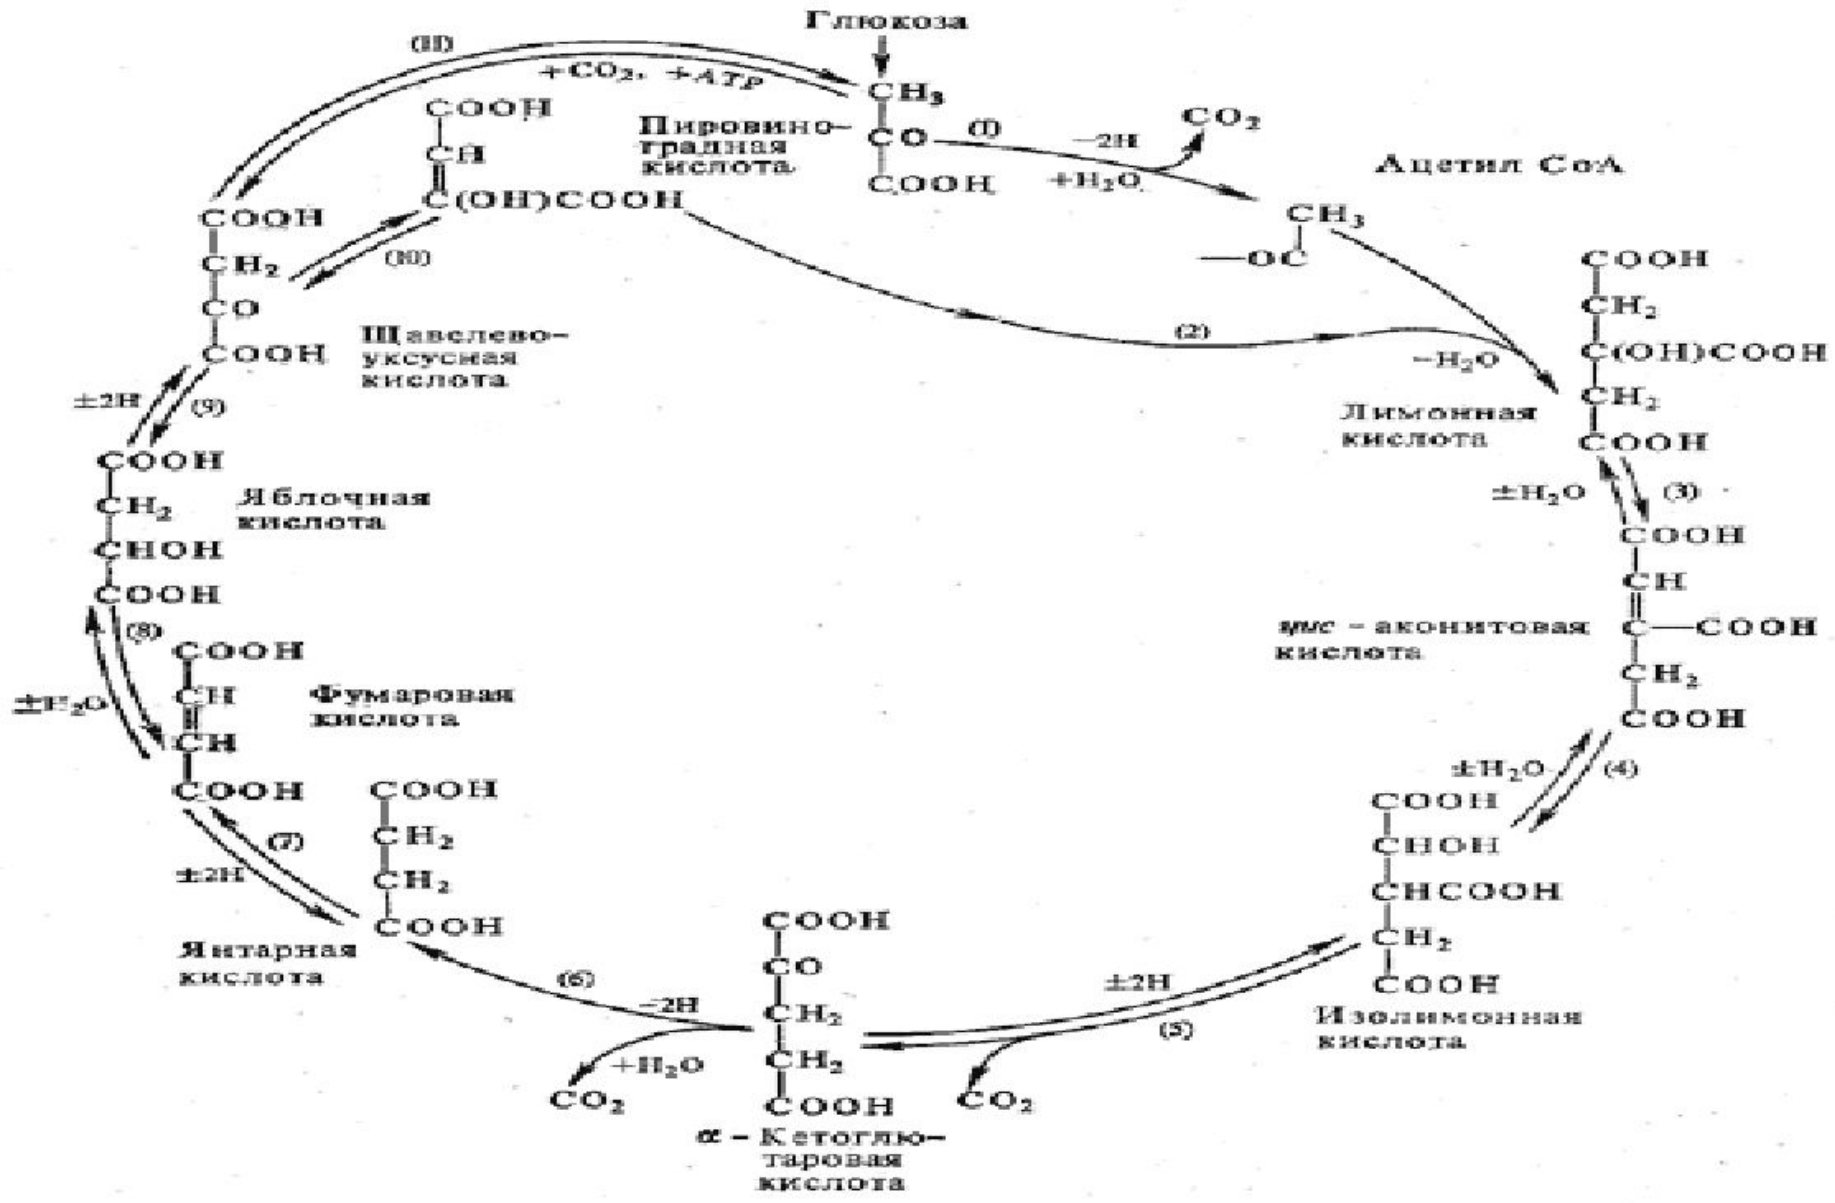 Глюкоза
(11)
+CO₂, +ATP
CH₃
CO
COOH
Пировино-
градная
кислота
(1)
−2H
+H₂O
CO₂
Ацетил CoA
CH₃
—OC
COOH
CH
C(OH)COOH
(10)
(2)
−H₂O
COOH
CH₂
CO
COOH
Щавелево-
уксусная
кислота
COOH
CH₂
C(OH)COOH
CH₂
COOH
Лимонная
кислота
±2H
(9)
±H₂O
(3)
COOH
CH₂
CHOH
COOH
Яблочная
кислота
COOH
CH
C—COOH
CH₂
COOH
цис – аконитовая
кислота
(8)
±H₂O
COOH
CH
CH
COOH
Фумаровая
кислота
±H₂O
(4)
(7)
±2H
COOH
CH₂
CH₂
COOH
Янтарная
кислота
COOH
CHOH
CHCOOH
CH₂
COOH
Изолимонная
кислота
(6)
−2H
+H₂O
CO₂
COOH
CO
CH₂
CH₂
COOH
α – Кетоглю-
таровая
кислота
±2H
(5)
CO₂